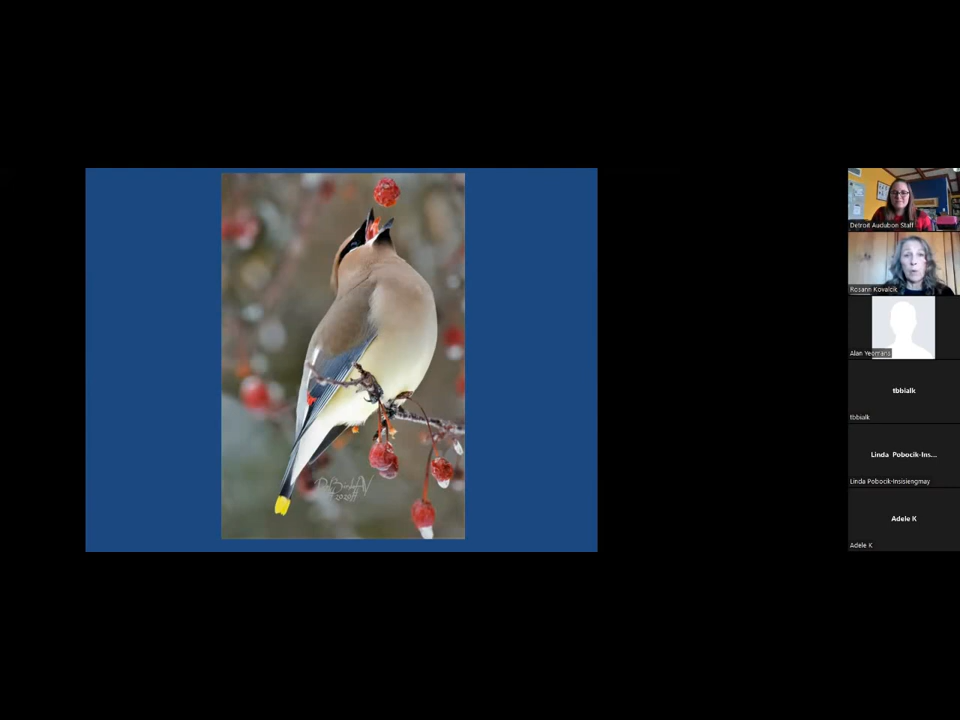 Detroit Audubon Staff
Rosann Kovalcik
Alan Yeomans
tbbialk
tbbialk
Linda Pobocik-Ins...
Linda Pobocik-Insisiengmay
Adele K
Adele K